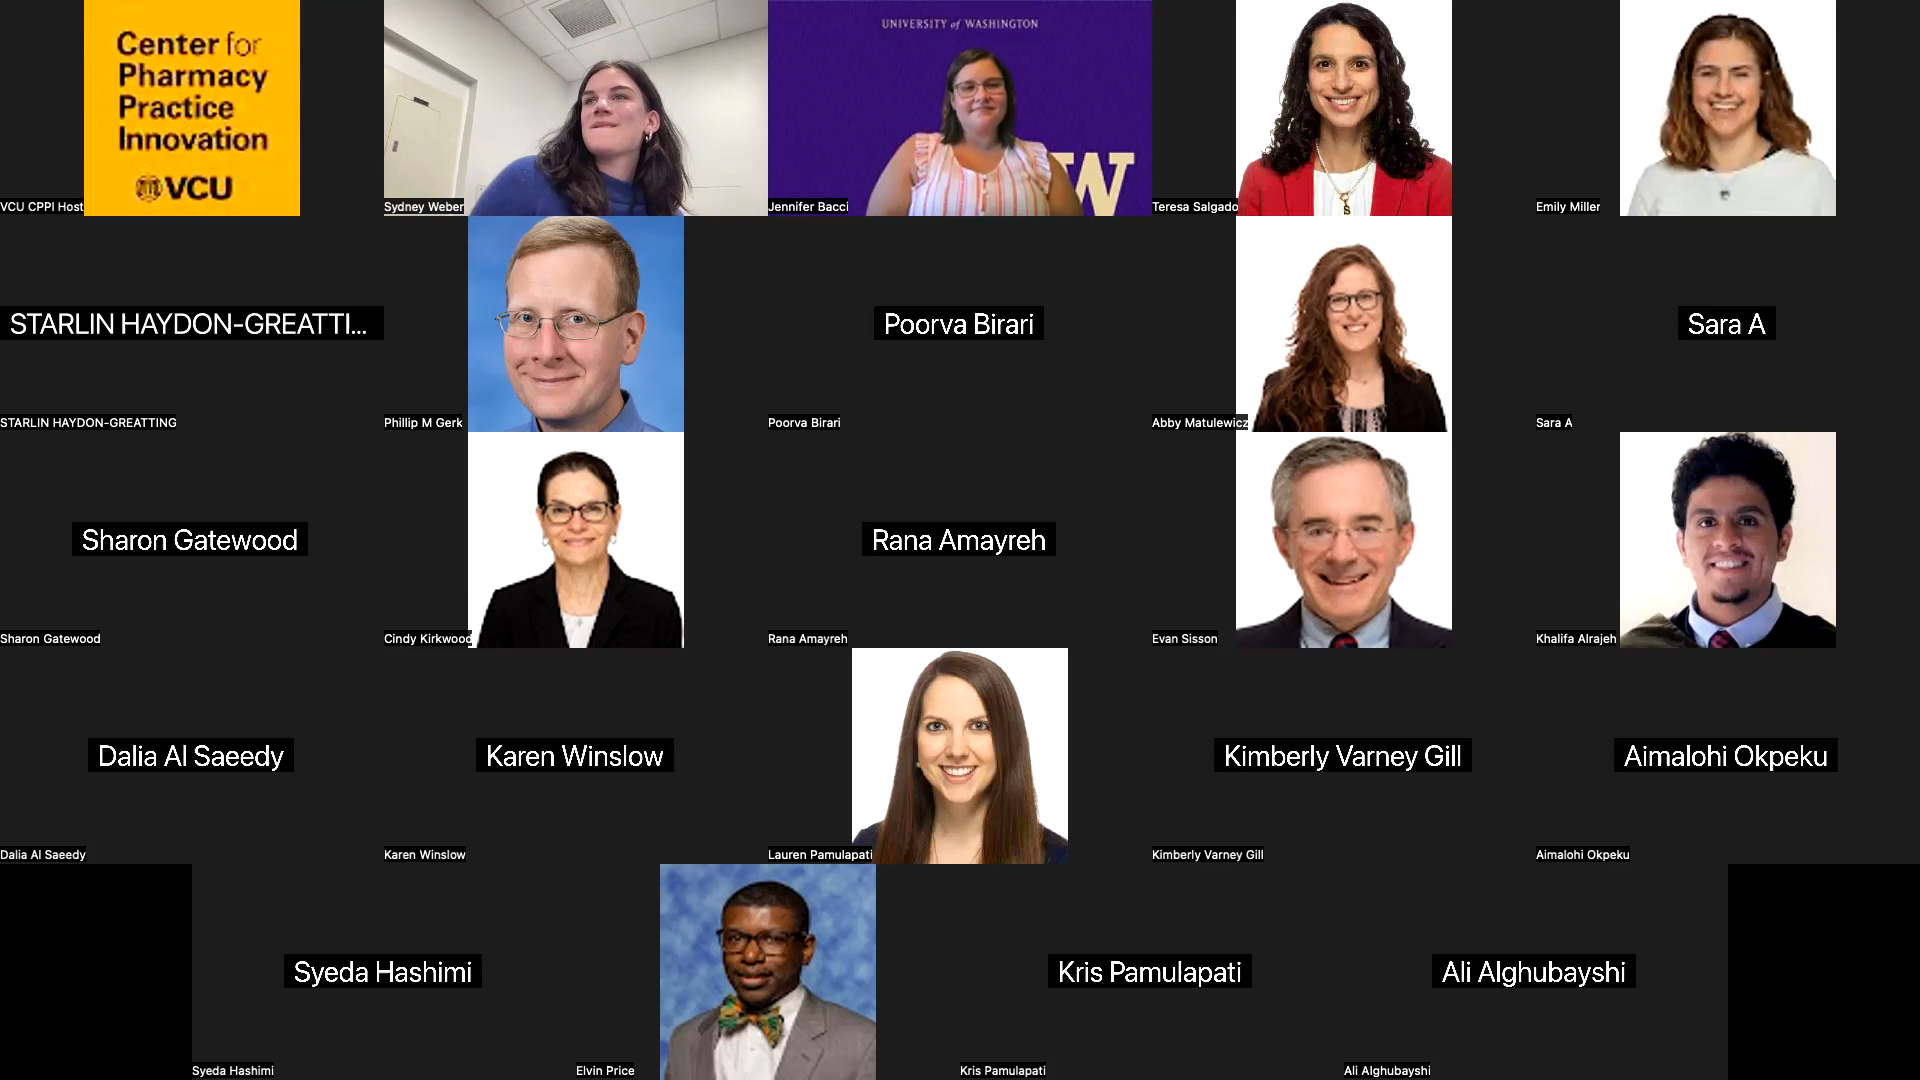 Center for
Pharmacy
Practice
Innovation
VCU
VCU CPPI Host
Sydney Weber
UNIVERSITY of WASHINGTON
W
Jennifer Bacci
S
Teresa Salgado
Emily Miller
STARLIN HAYDON-GREATTI...
STARLIN HAYDON-GREATTING
Phillip M Gerk
Poorva Birari
Poorva Birari
Abby Matulewicz
Sara A
Sara A
Sharon Gatewood
Sharon Gatewood
Cindy Kirkwood
Rana Amayreh
Rana Amayreh
Evan Sisson
Khalifa Alrajeh
Dalia Al Saeedy
Dalia Al Saeedy
Karen Winslow
Karen Winslow
Lauren Pamulapati
Kimberly Varney Gill
Kimberly Varney Gill
Aimalohi Okpeku
Aimalohi Okpeku
Syeda Hashimi
Syeda Hashimi
Elvin Price
Kris Pamulapati
Kris Pamulapati
Ali Alghubayshi
Ali Alghubayshi